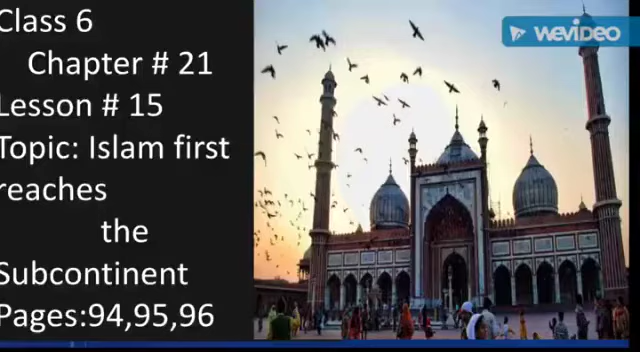 Class 6
Chapter # 21
Lesson # 15
Topic: Islam first
reaches
the
Subcontinent
Pages:94,95,96
WEVIDEO